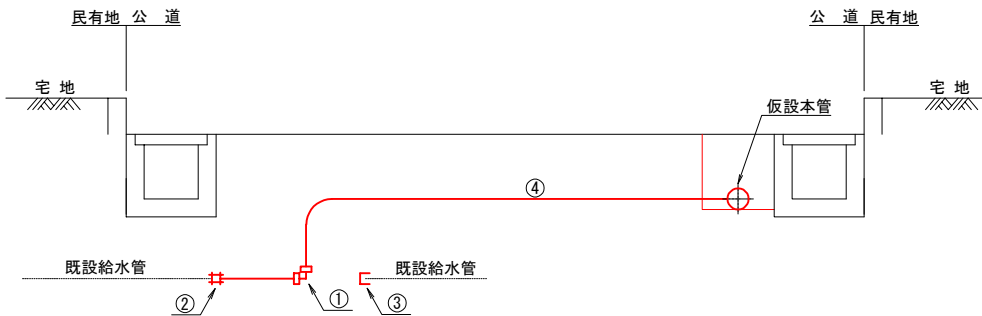 民有地 公 道
公 道 民有地
宅 地
宅 地
仮設本管
④
既設給水管
既設給水管
①
②
③